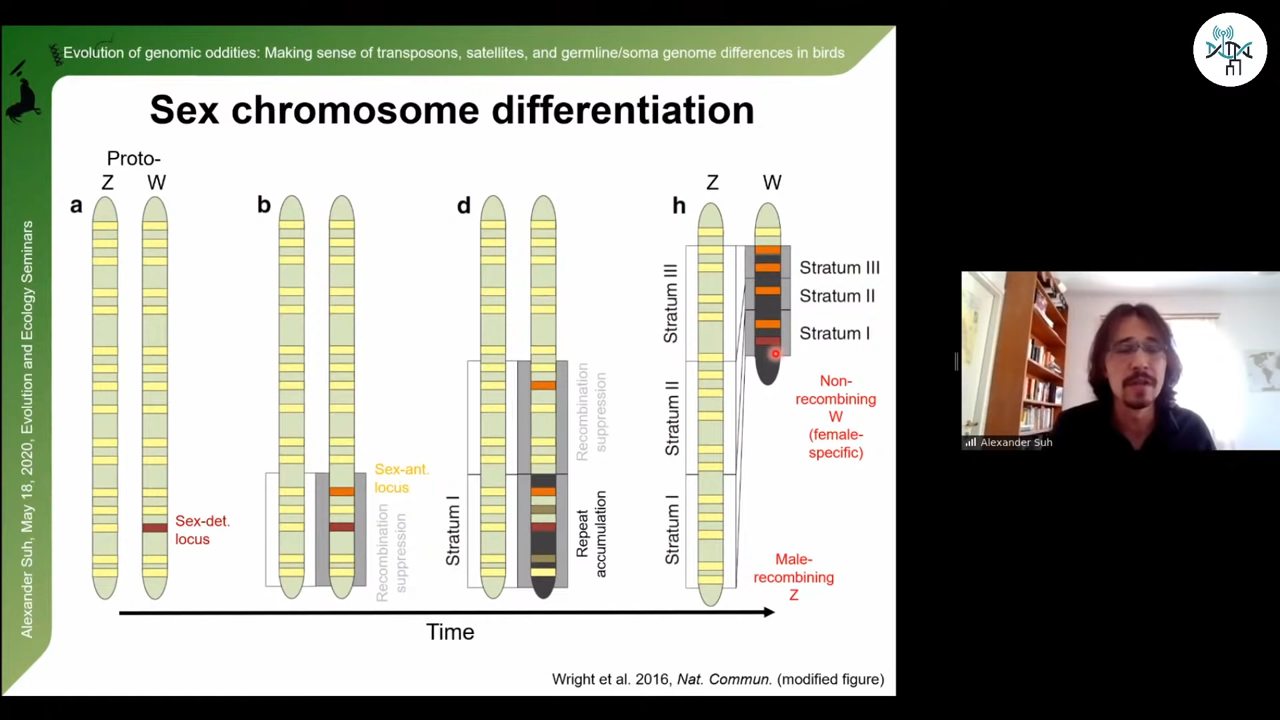 Evolution of genomic oddities: Making sense of transposons, satellites, and germline/soma genome differences in birds
Alexander Suh, May 18, 2020, Evolution and Ecology Seminars
Sex chromosome differentiation
Proto-
Z W
a
Sex-det.
locus
b
Sex-ant.
locus
Recombination
suppression
d
Stratum I
Recombination
suppression
Repeat
accumulation
h
Z W
Stratum III
Stratum II
Stratum I
Stratum III
Stratum II
Stratum I
Non-
recombining
W
(female-
specific)
Male-
recombining
Z
Time
Wright et al. 2016, Nat. Commun. (modified figure)
Alexander Suh